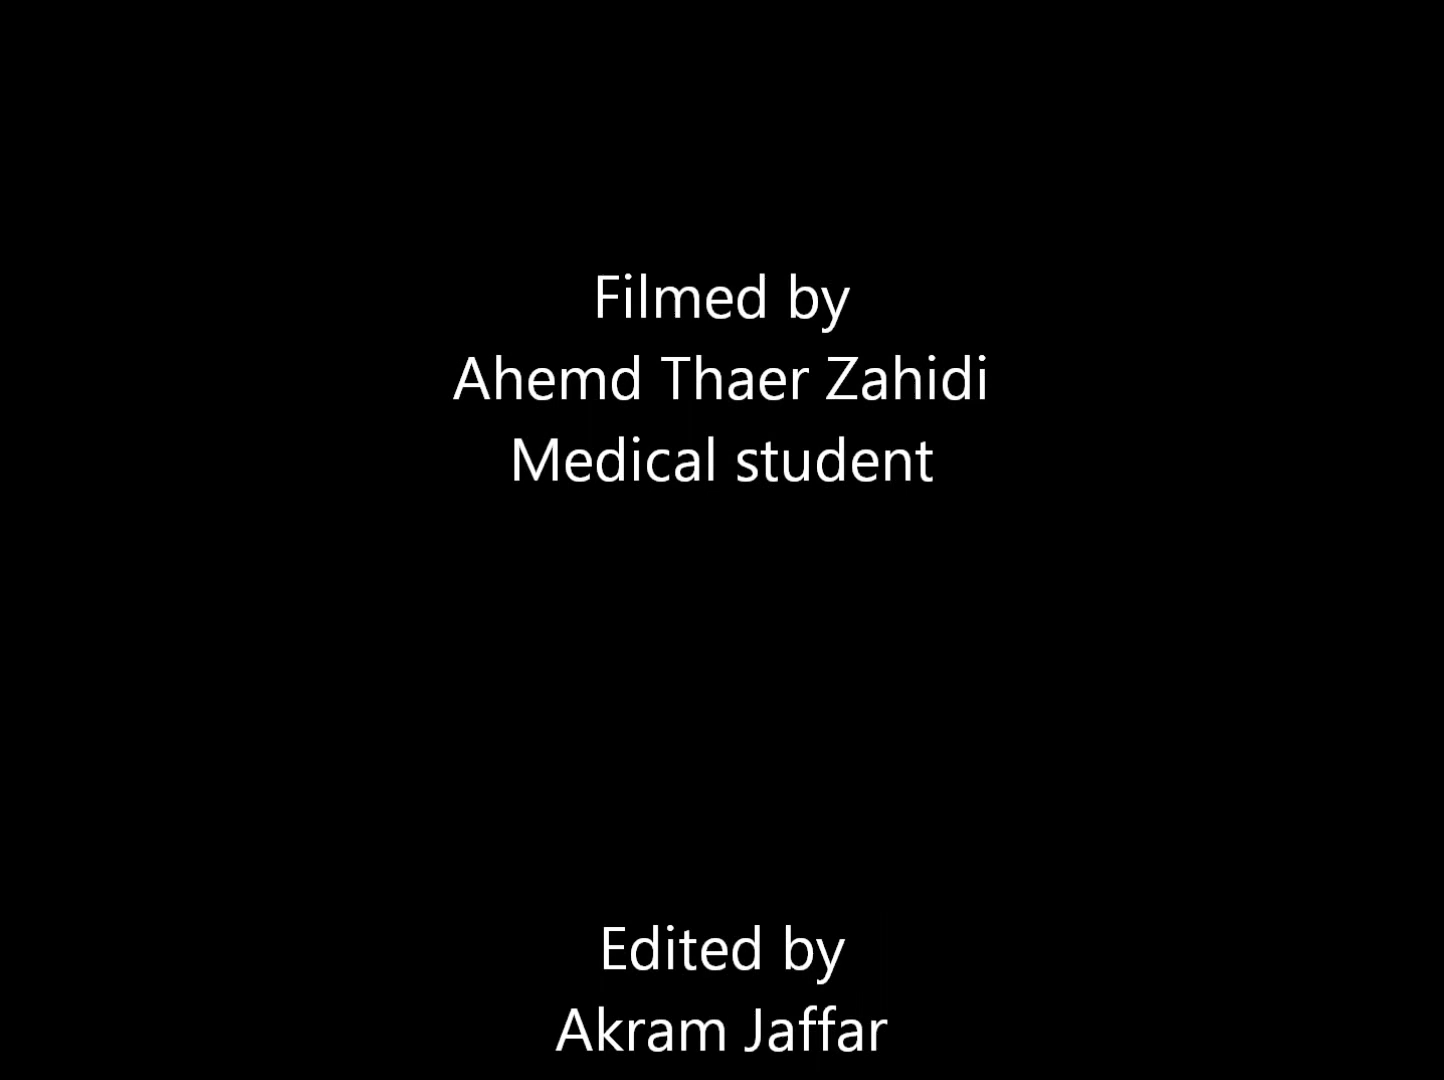 Filmed by
Ahemd Thaer Zahidi
Medical student
Edited by
Akram Jaffar